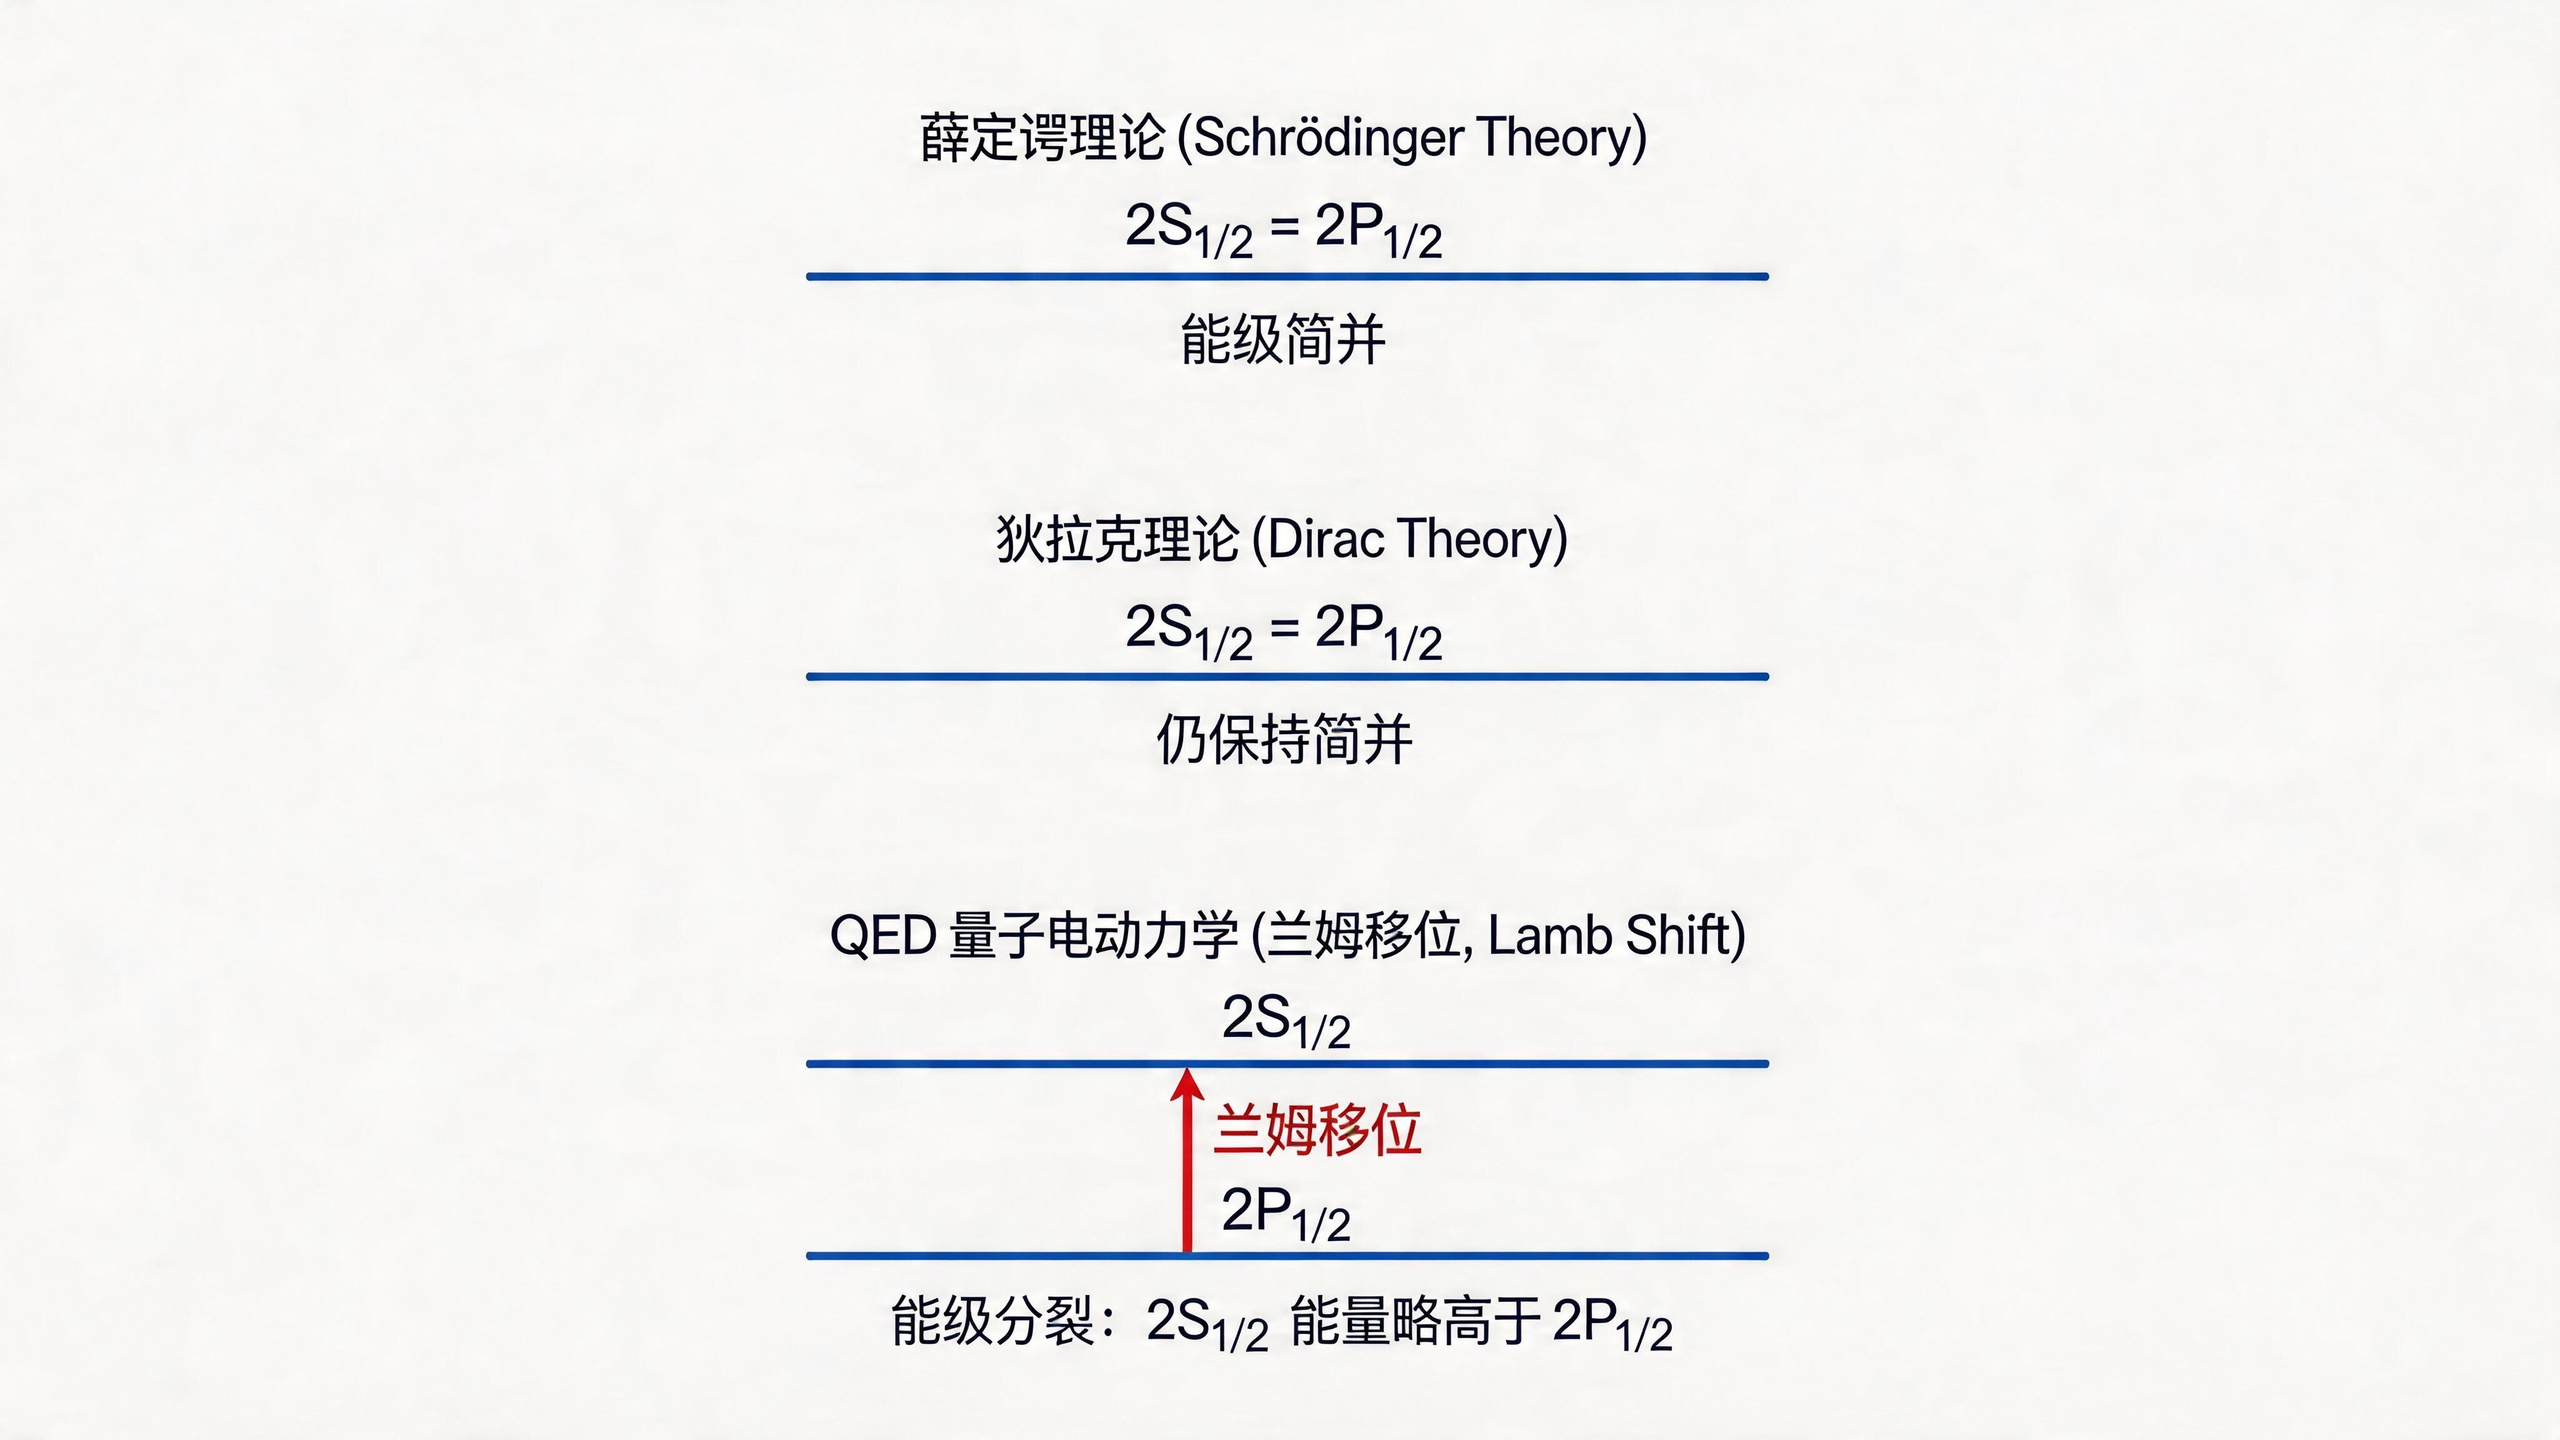 薛定谔理论 (Schrödinger Theory)
2S1/2 = 2P1/2
能级简并
狄拉克理论 (Dirac Theory)
2S1/2 = 2P1/2
仍保持简并
QED 量子电动力学 (兰姆移位, Lamb Shift)
2S1/2
兰姆移位
2P1/2
能级分裂：2S1/2 能量略高于 2P1/2